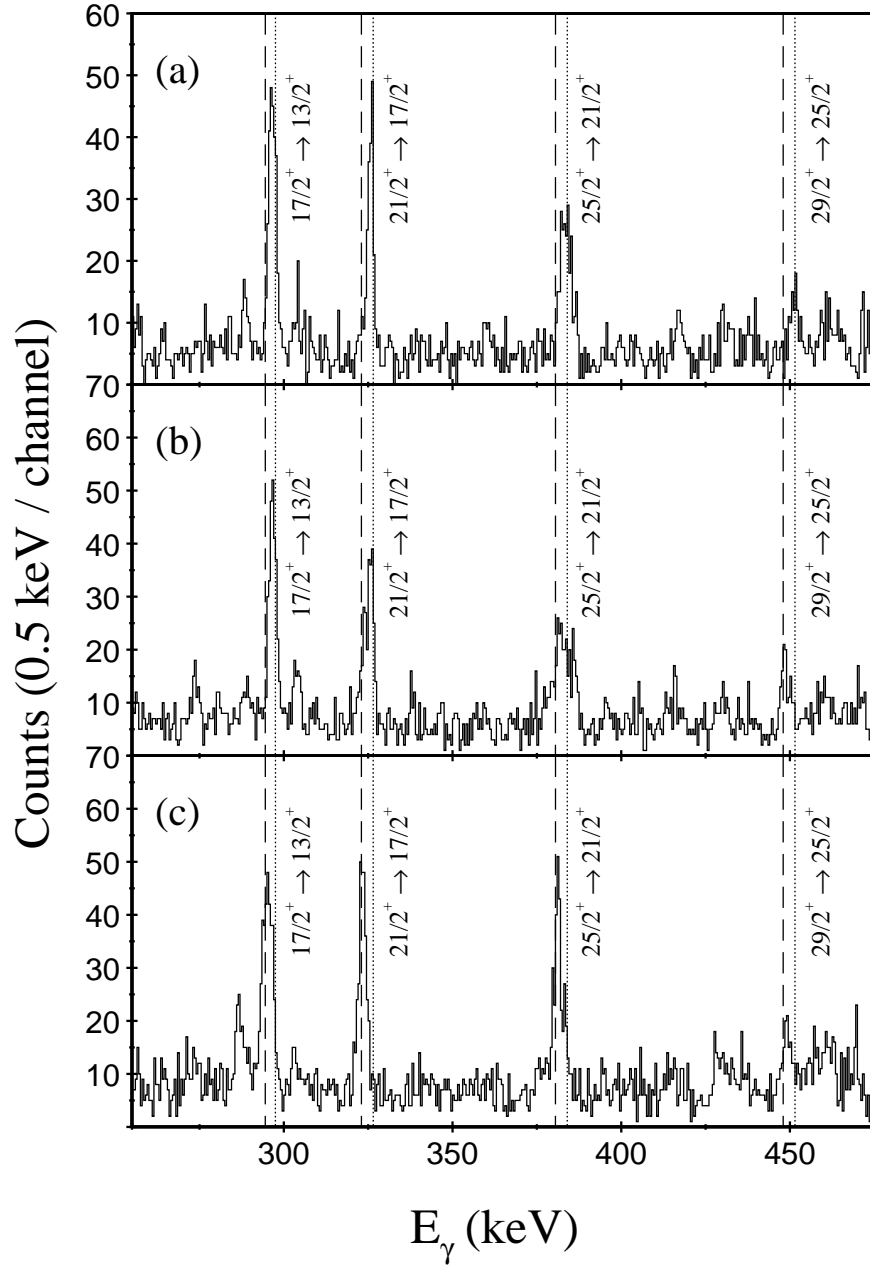 Counts (0.5 keV / channel)
60
50
40
30
20
10
(a)
17/2⁺ → 13/2⁺
21/2⁺ → 17/2⁺
25/2⁺ → 21/2⁺
29/2⁺ → 25/2⁺
70
60
50
40
30
20
10
(b)
17/2⁺ → 13/2⁺
21/2⁺ → 17/2⁺
25/2⁺ → 21/2⁺
29/2⁺ → 25/2⁺
70
60
50
40
30
20
10
(c)
17/2⁺ → 13/2⁺
21/2⁺ → 17/2⁺
25/2⁺ → 21/2⁺
29/2⁺ → 25/2⁺
300 350 400 450
E_γ (keV)